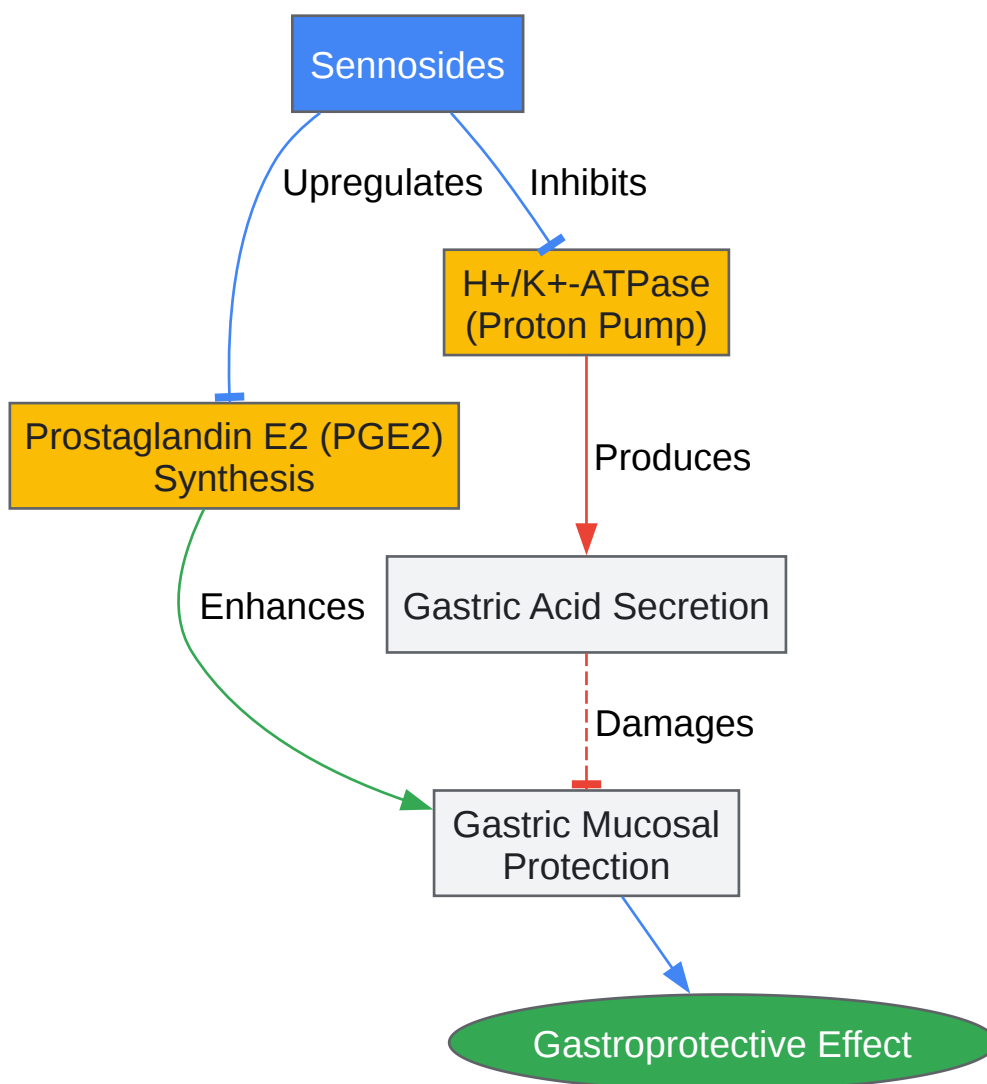 Sennosides
Upregulates
Inhibits
H+/K+-ATPase
(Proton Pump)
Prostaglandin E2 (PGE2)
Synthesis
Produces
Enhances
Gastric Acid Secretion
Damages
Gastric Mucosal
Protection
Gastroprotective Effect